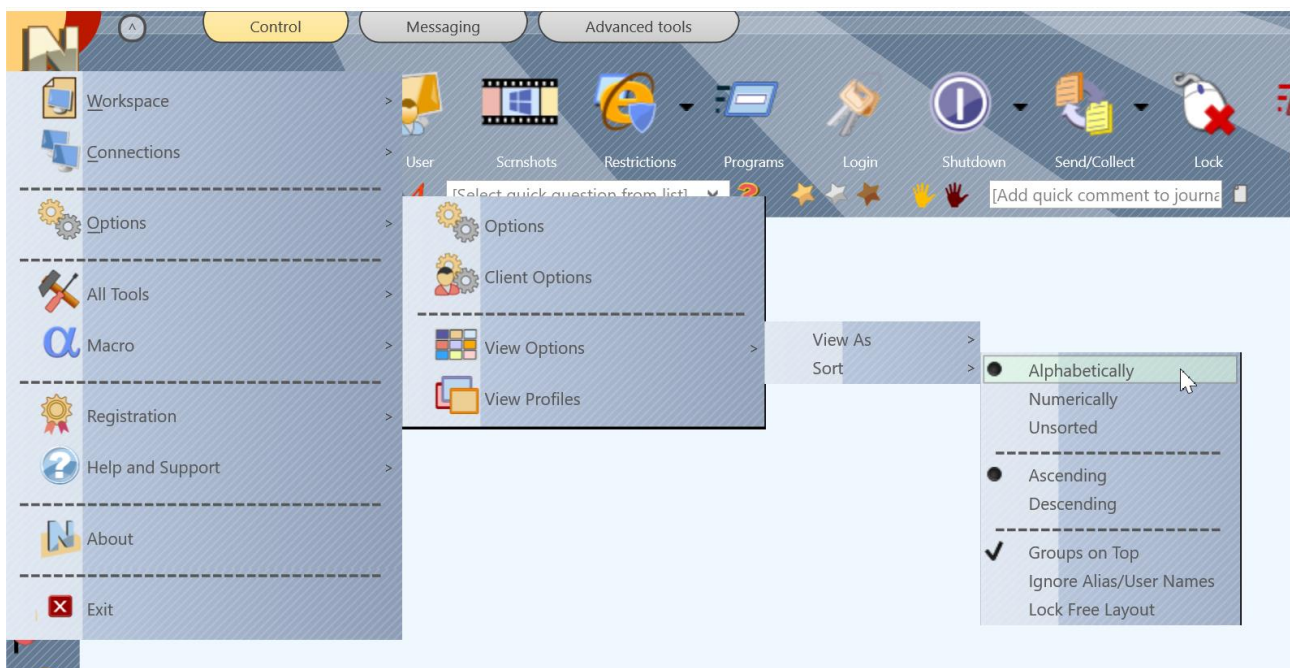 Control
Messaging
Advanced tools
User
Scrnshots
Restrictions
Programs
Login
Shutdown
Send/Collect
Lock
[Select quick question from list]
[Add quick comment to journa
Workspace >
Connections >
Options >
All Tools >
Macro >
Registration >
Help and Support >
About
Exit
Options
Client Options
View Options >
View Profiles
View As >
Sort >
Alphabetically
Numerically
Unsorted
Ascending
Descending
Groups on Top
Ignore Alias/User Names
Lock Free Layout